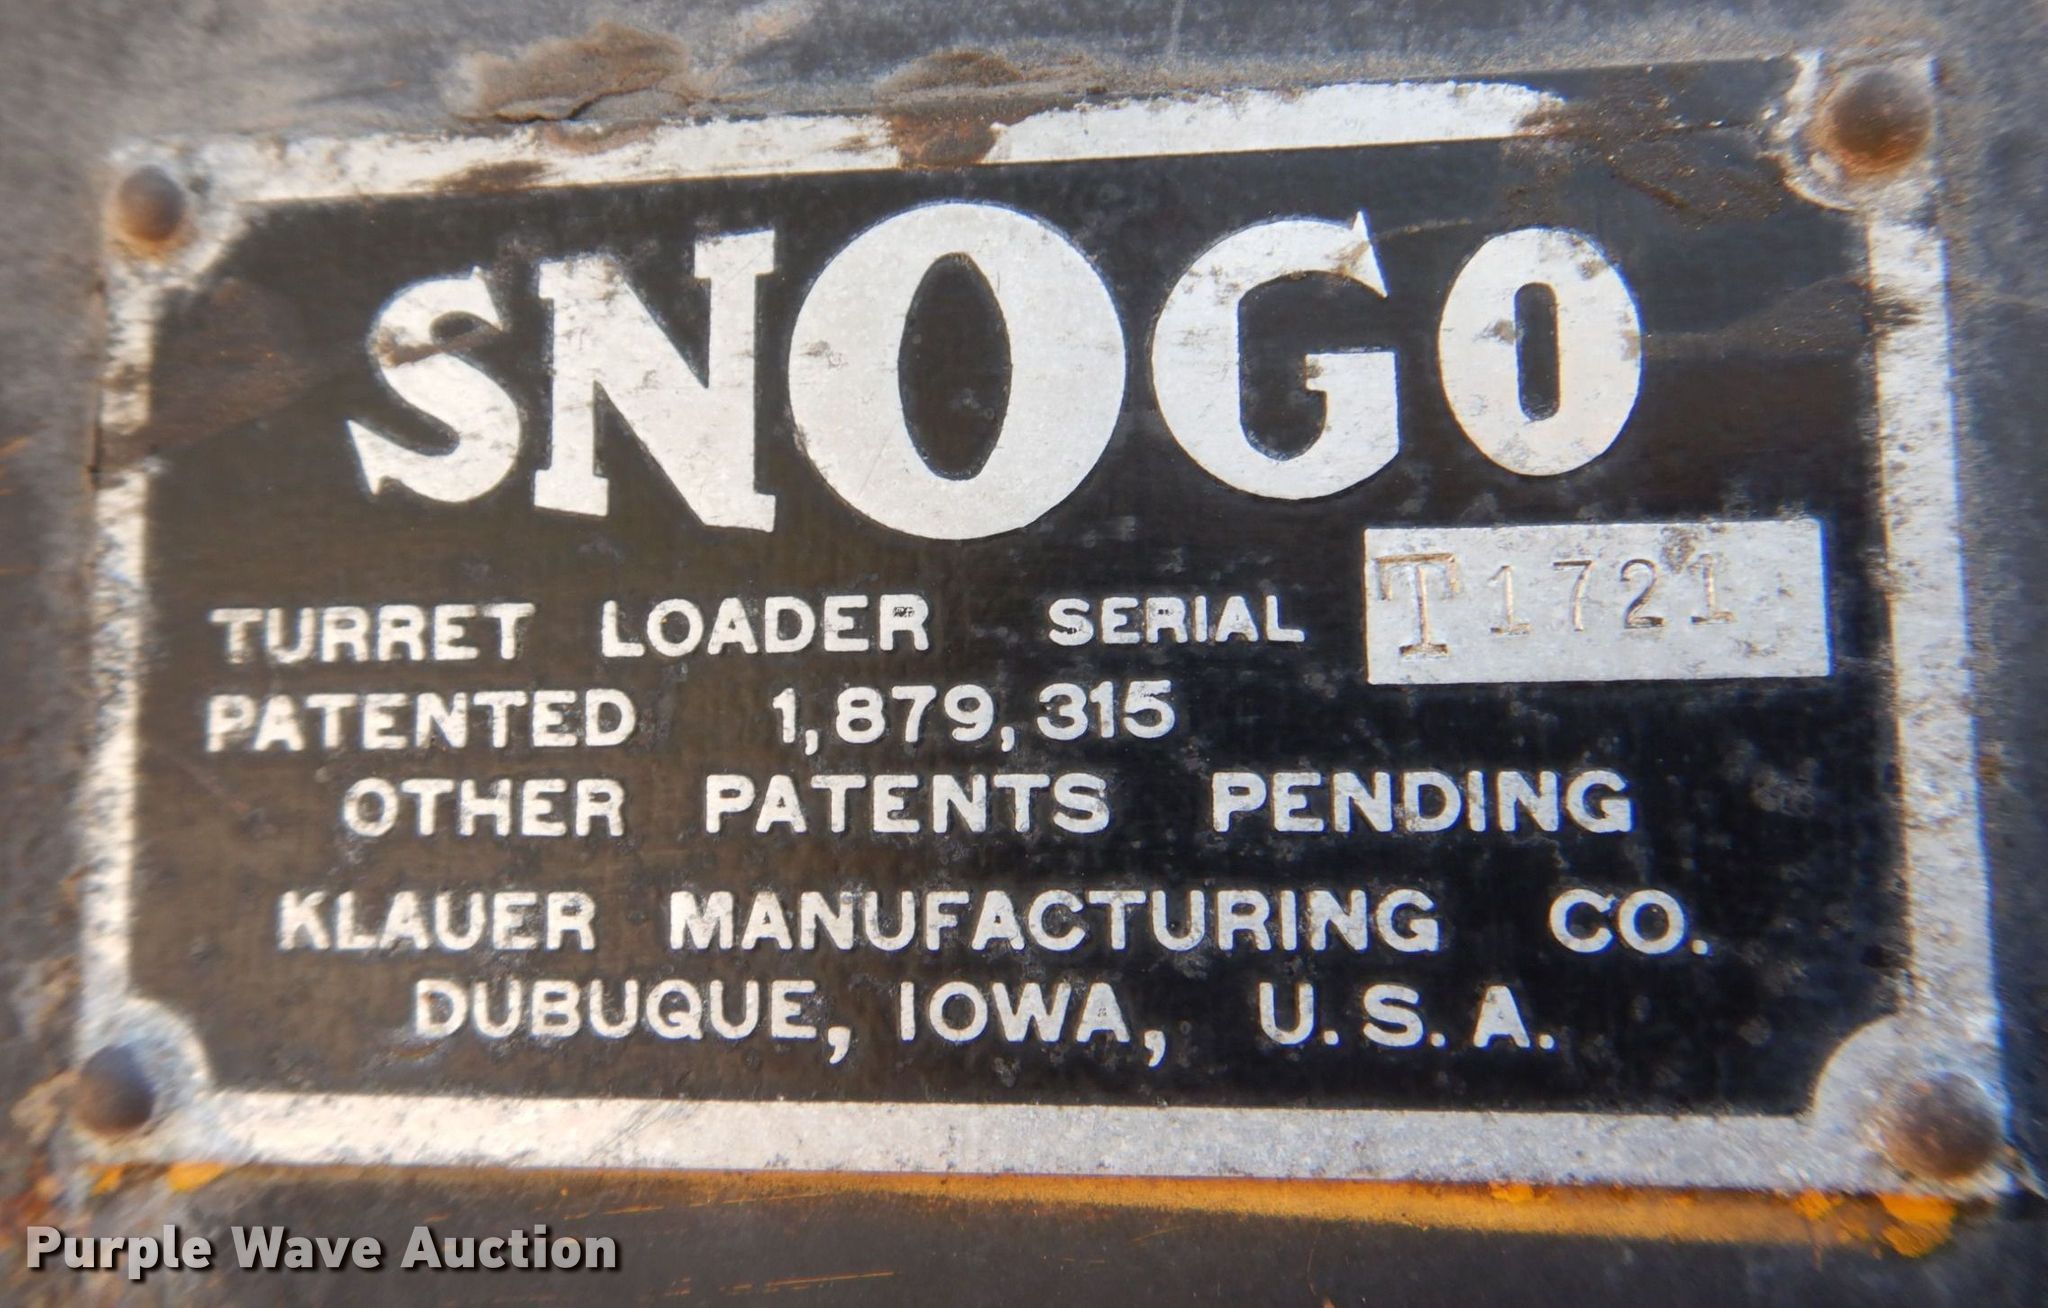 SNOGO
TURRET LOADER SERIAL T1721
PATENTED 1,879,315
OTHER PATENTS PENDING
KLAUER MANUFACTURING CO.
DUBUQUE, IOWA, U.S.A.
Purple Wave Auction